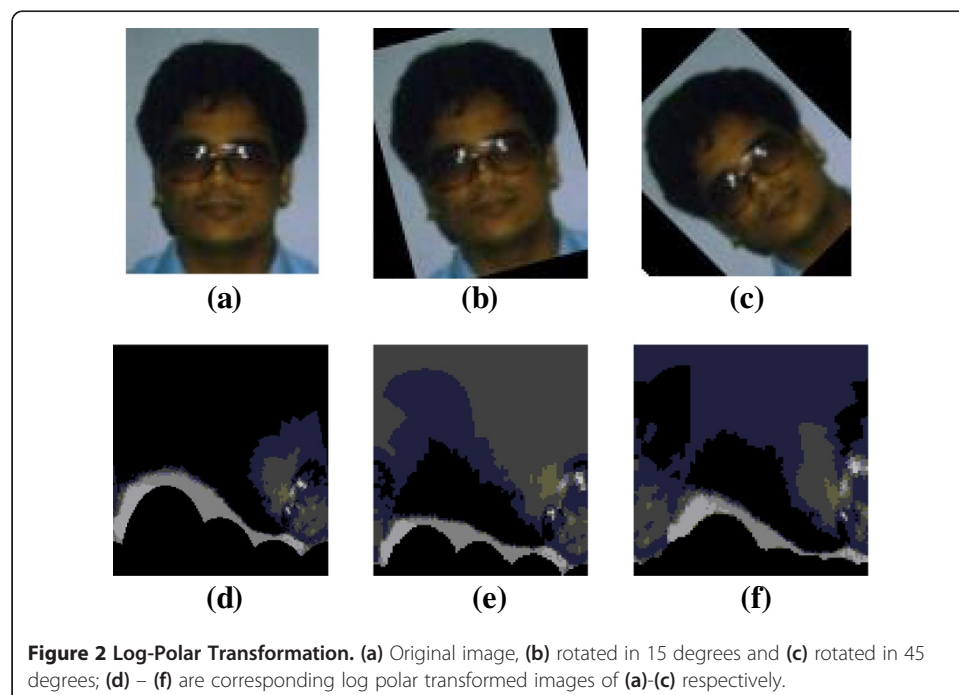 (a) (b) (c)
(d) (e) (f)
Figure 2 Log-Polar Transformation. (a) Original image, (b) rotated in 15 degrees and (c) rotated in 45
degrees; (d) – (f) are corresponding log polar transformed images of (a)-(c) respectively.